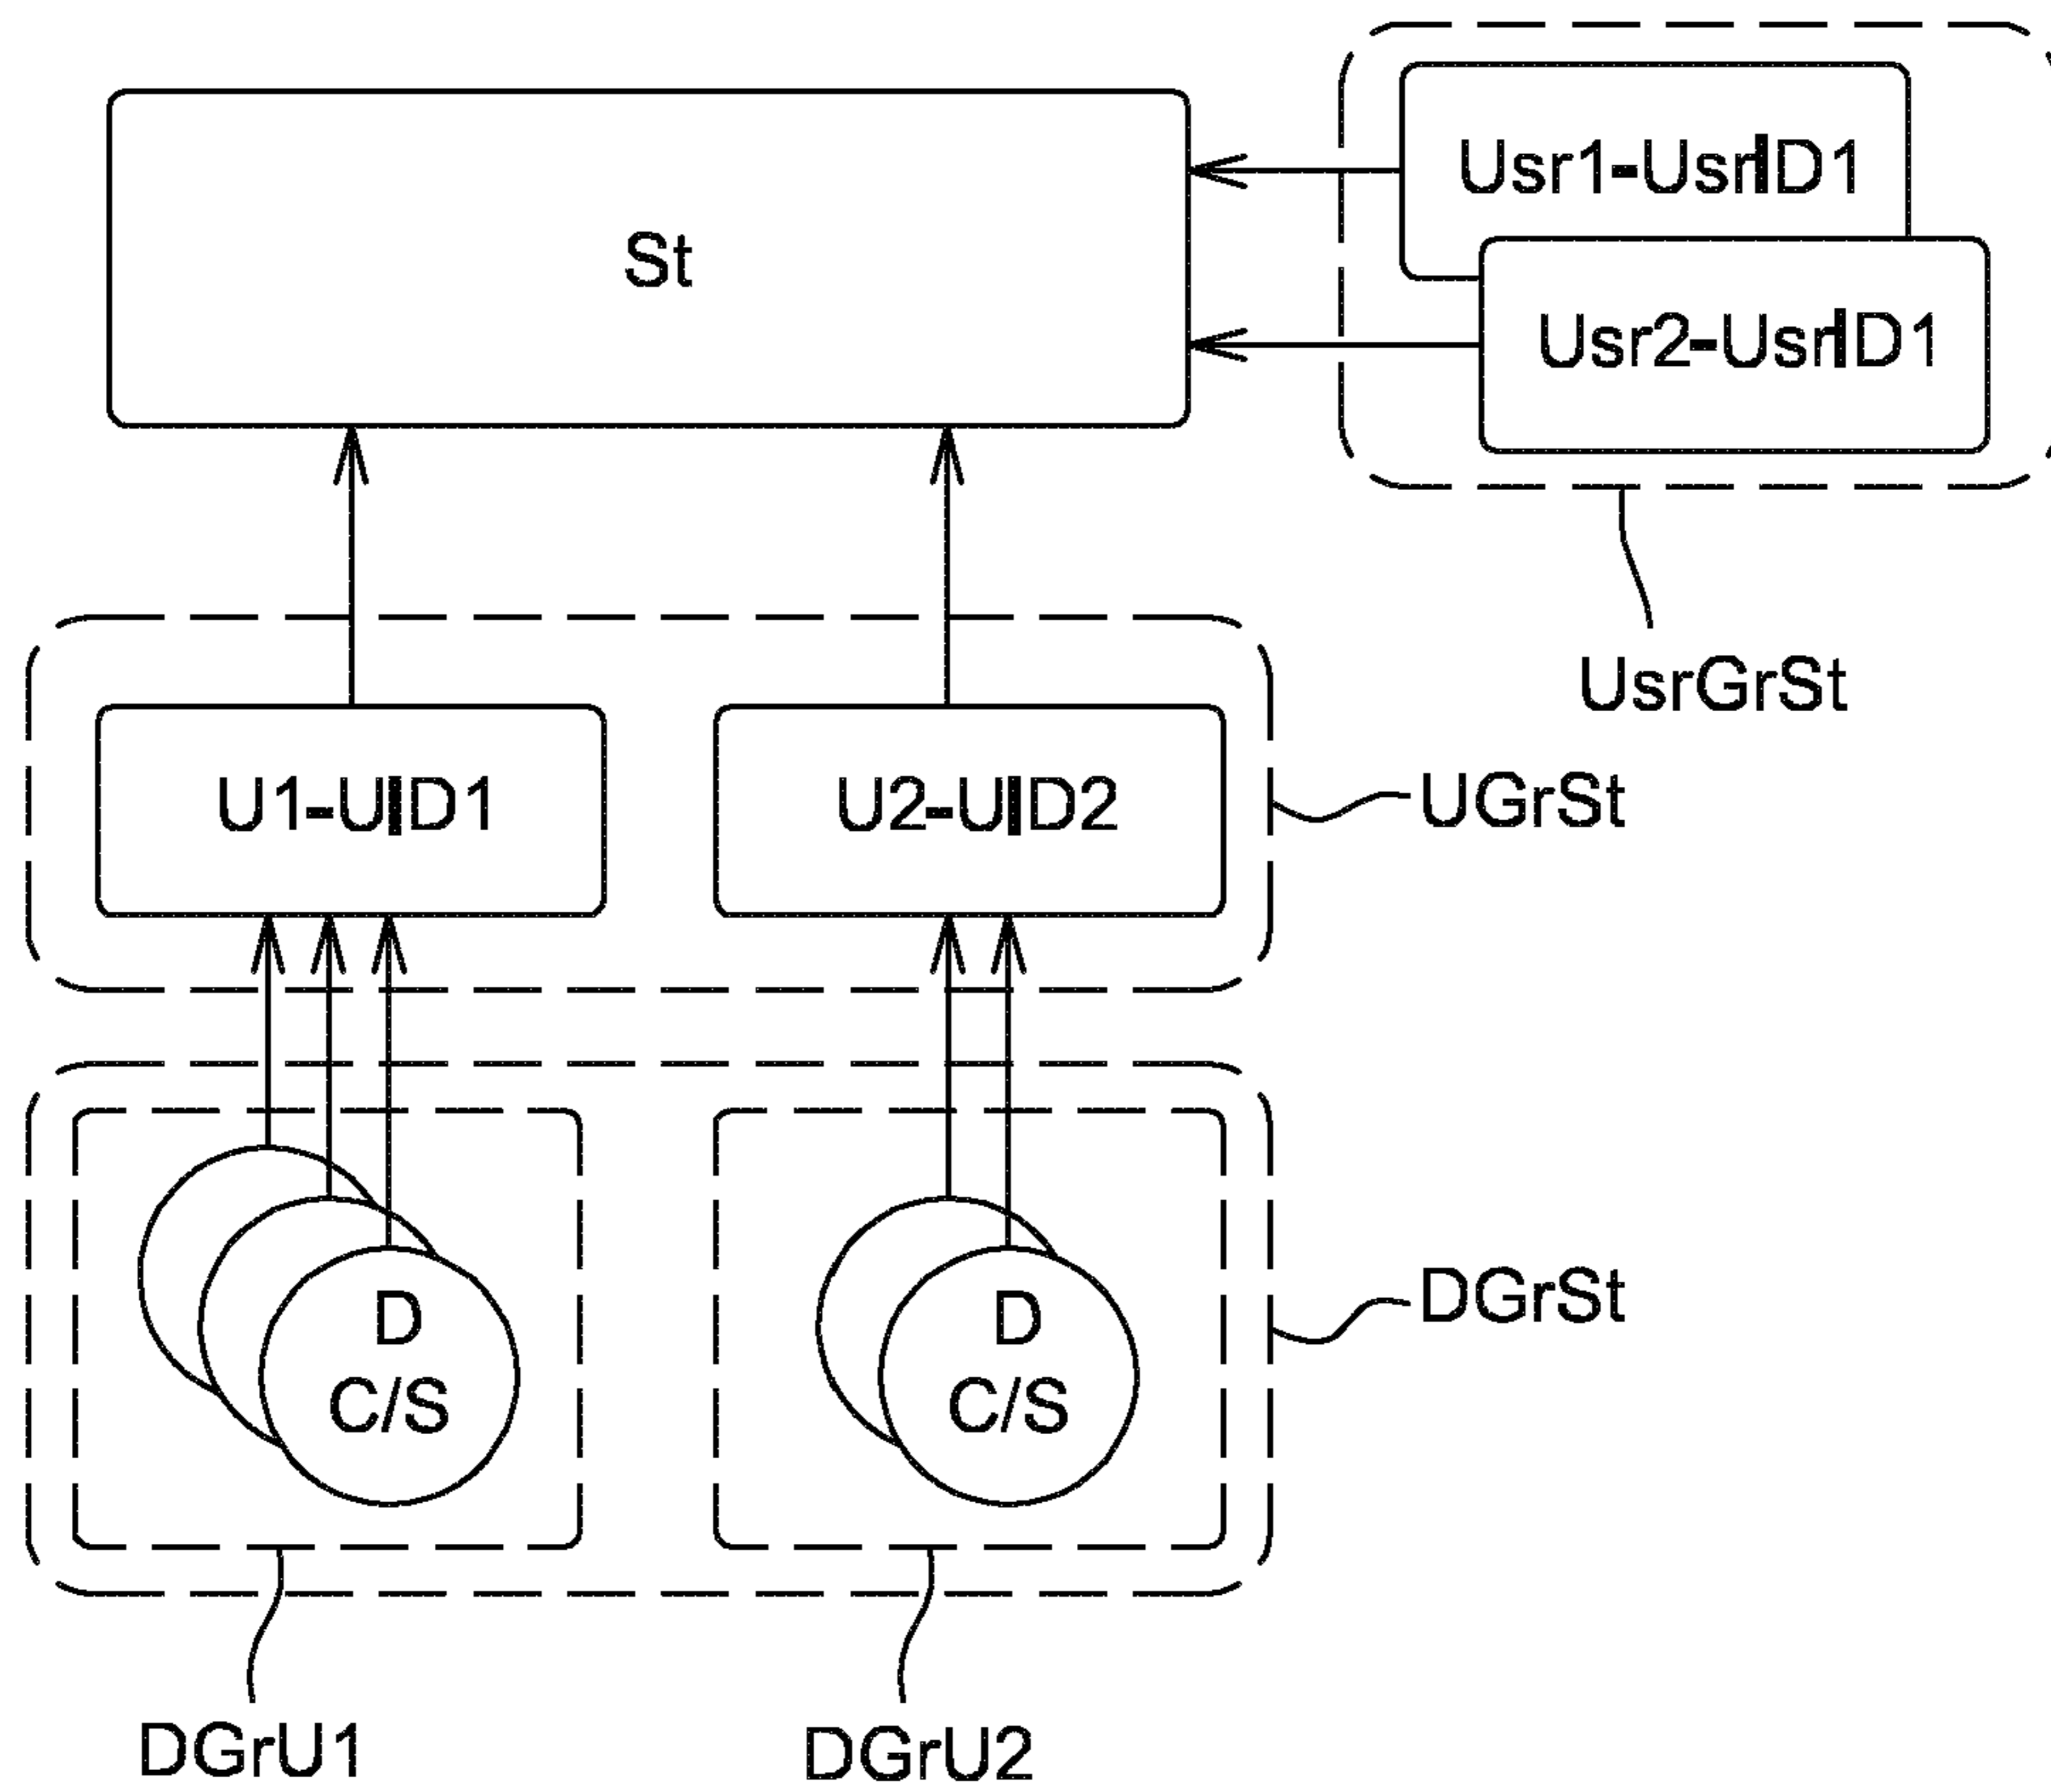 Usr1-UsrID1
St
Usr2-UsrID1
UsrGrSt
U1-UID1
U2-UID2
UGrSt
D
C/S
D
C/S
DGrSt
DGrU1
DGrU2